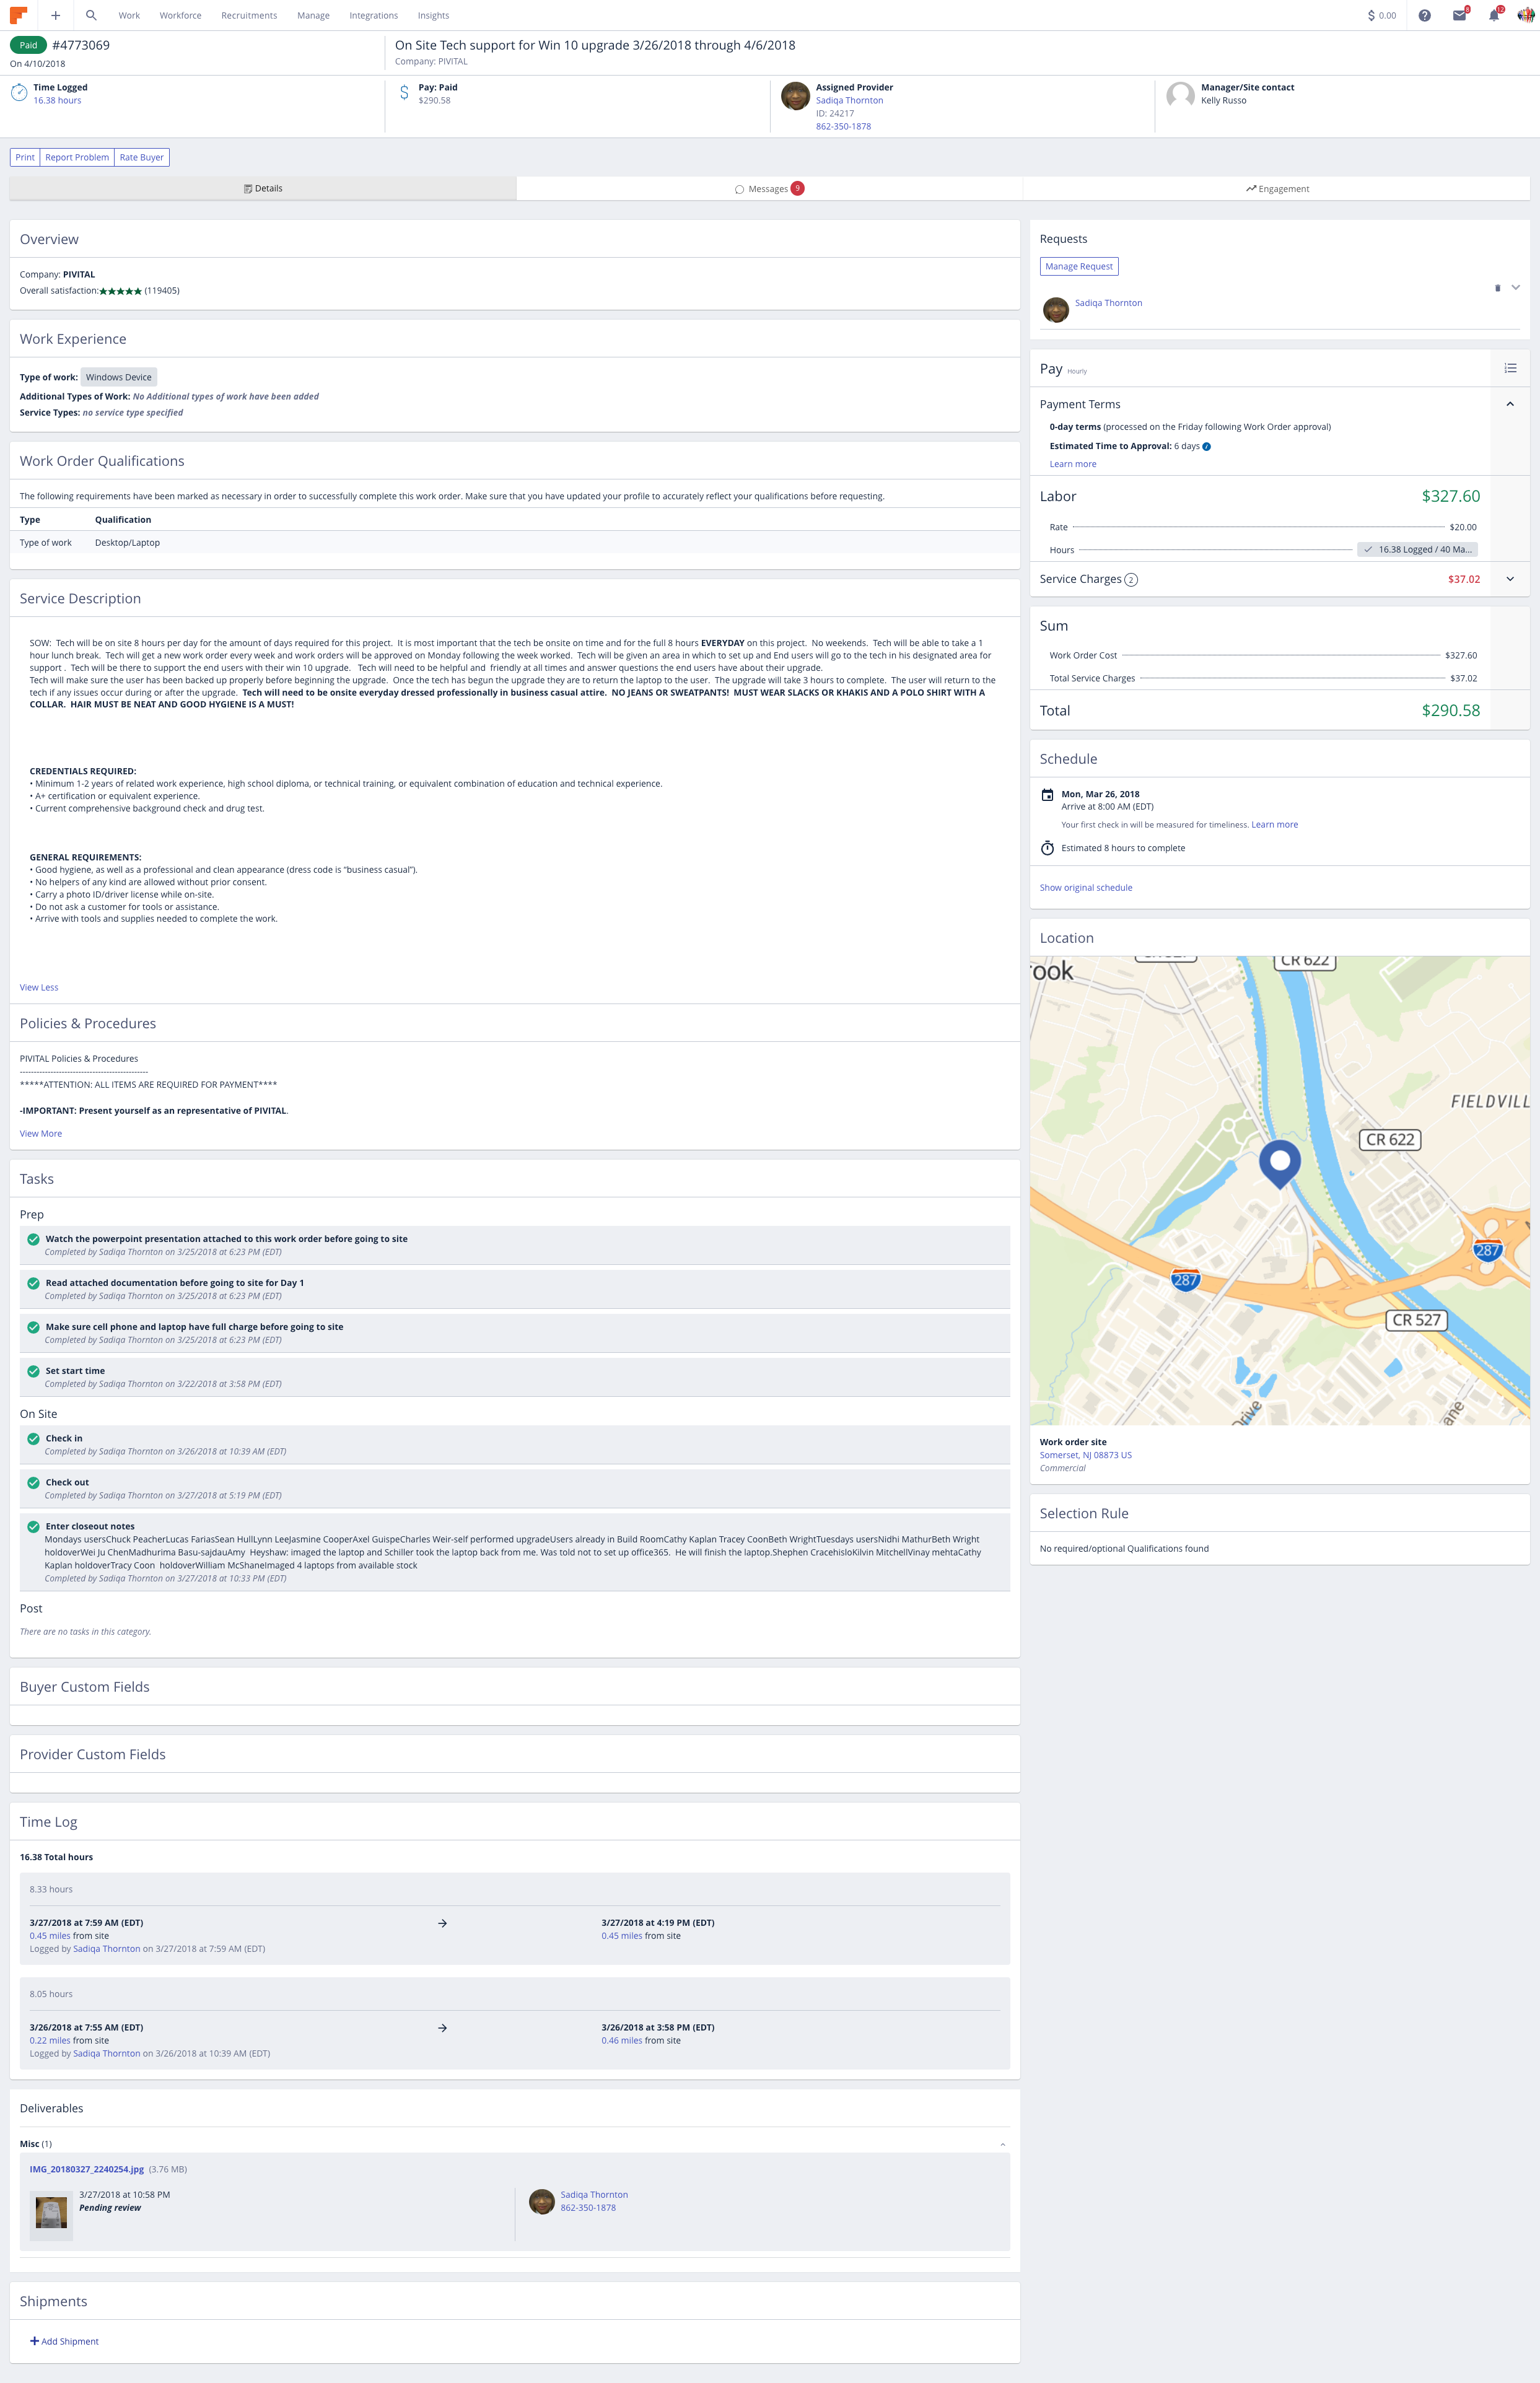 Work Workforce Recruitments Manage Integrations Insights
$ 0.00
8
12
Paid #4773069
On 4/10/2018
On Site Tech support for Win 10 upgrade 3/26/2018 through 4/6/2018
Company: PIVITAL
Time Logged
16.38 hours
Pay: Paid
$290.58
Assigned Provider
Sadiqa Thornton
ID: 24217
862-350-1878
Manager/Site contact
Kelly Russo
Print Report Problem Rate Buyer
Details
Messages 9
Engagement
Overview
Company: PIVITAL
Overall satisfaction:★★★★★ (119405)
Work Experience
Type of work: Windows Device
Additional Types of Work: No Additional types of work have been added
Service Types: no service type specified
Work Order Qualifications
The following requirements have been marked as necessary in order to successfully complete this work order. Make sure that you have updated your profile to accurately reflect your qualifications before requesting.
Type Qualification
Type of work Desktop/Laptop
Service Description
SOW: Tech will be on site 8 hours per day for the amount of days required for this project. It is most important that the tech be onsite on time and for the full 8 hours EVERYDAY on this project. No weekends. Tech will be able to take a 1
hour lunch break. Tech will get a new work order every week and work orders will be approved on Monday following the week worked. Tech will be given an area in which to set up and End users will go to the tech in his designated area for
support . Tech will be there to support the end users with their win 10 upgrade. Tech will need to be helpful and friendly at all times and answer questions the end users have about their upgrade.
Tech will make sure the user has been backed up properly before beginning the upgrade. Once the tech has begun the upgrade they are to return the laptop to the user. The upgrade will take 3 hours to complete. The user will return to the
tech if any issues occur during or after the upgrade. Tech will need to be onsite everyday dressed professionally in business casual attire. NO JEANS OR SWEATPANTS! MUST WEAR SLACKS OR KHAKIS AND A POLO SHIRT WITH A
COLLAR. HAIR MUST BE NEAT AND GOOD HYGIENE IS A MUST!
CREDENTIALS REQUIRED:
• Minimum 1-2 years of related work experience, high school diploma, or technical training, or equivalent combination of education and technical experience.
• A+ certification or equivalent experience.
• Current comprehensive background check and drug test.
GENERAL REQUIREMENTS:
• Good hygiene, as well as a professional and clean appearance (dress code is “business casual”).
• No helpers of any kind are allowed without prior consent.
• Carry a photo ID/driver license while on-site.
• Do not ask a customer for tools or assistance.
• Arrive with tools and supplies needed to complete the work.
View Less
Policies & Procedures
PIVITAL Policies & Procedures
----------------------------------------------
*****ATTENTION: ALL ITEMS ARE REQUIRED FOR PAYMENT****
-IMPORTANT: Present yourself as an representative of PIVITAL.
View More
Tasks
Prep
Watch the powerpoint presentation attached to this work order before going to site
Completed by Sadiqa Thornton on 3/25/2018 at 6:23 PM (EDT)
Read attached documentation before going to site for Day 1
Completed by Sadiqa Thornton on 3/25/2018 at 6:23 PM (EDT)
Make sure cell phone and laptop have full charge before going to site
Completed by Sadiqa Thornton on 3/25/2018 at 6:23 PM (EDT)
Set start time
Completed by Sadiqa Thornton on 3/22/2018 at 3:58 PM (EDT)
On Site
Check in
Completed by Sadiqa Thornton on 3/26/2018 at 10:39 AM (EDT)
Check out
Completed by Sadiqa Thornton on 3/27/2018 at 5:19 PM (EDT)
Enter closeout notes
Mondays usersChuck PeacherLucas FariasSean HullLynn LeeJasmine CooperAxel GuispeCharles Weir-self performed upgradeUsers already in Build RoomCathy Kaplan Tracey CoonBeth WrightTuesdays usersNidhi MathurBeth Wright
holdoverWei Ju ChenMadhurima Basu-sajdauAmy Heyshaw: imaged the laptop and Schiller took the laptop back from me. Was told not to set up office365. He will finish the laptop.Shephen CracehisloKilvin MitchellVinay mehtaCathy
Kaplan holdoverTracy Coon holdoverWilliam McShaneImaged 4 laptops from available stock
Completed by Sadiqa Thornton on 3/27/2018 at 10:33 PM (EDT)
Post
There are no tasks in this category.
Buyer Custom Fields
Provider Custom Fields
Time Log
16.38 Total hours
8.33 hours
3/27/2018 at 7:59 AM (EDT)
0.45 miles from site
Logged by Sadiqa Thornton on 3/27/2018 at 7:59 AM (EDT)
3/27/2018 at 4:19 PM (EDT)
0.45 miles from site
8.05 hours
3/26/2018 at 7:55 AM (EDT)
0.22 miles from site
Logged by Sadiqa Thornton on 3/26/2018 at 10:39 AM (EDT)
3/26/2018 at 3:58 PM (EDT)
0.46 miles from site
Deliverables
Misc (1)
IMG_20180327_2240254.jpg (3.76 MB)
3/27/2018 at 10:58 PM
Pending review
Sadiqa Thornton
862-350-1878
Shipments
Add Shipment
Requests
Manage Request
Sadiqa Thornton
Pay Hourly
Payment Terms
0-day terms (processed on the Friday following Work Order approval)
Estimated Time to Approval: 6 days
Learn more
Labor $327.60
Rate $20.00
Hours 16.38 Logged / 40 Ma...
Service Charges 2 $37.02
Sum
Work Order Cost $327.60
Total Service Charges $37.02
Total $290.58
Schedule
Mon, Mar 26, 2018
Arrive at 8:00 AM (EDT)
Your first check in will be measured for timeliness. Learn more
Estimated 8 hours to complete
Show original schedule
Location
rook
CR 622
FIELDVILL
CR 622
287
287
CR 527
Drive
ane
Work order site
Somerset, NJ 08873 US
Commercial
Selection Rule
No required/optional Qualifications found